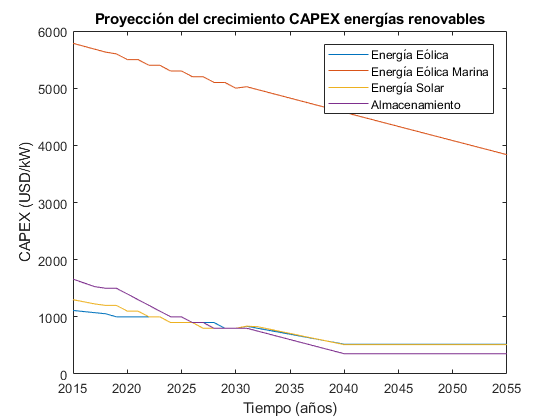 Proyección del crecimiento CAPEX energías renovables
6000
5000
4000
3000
2000
1000
0
CAPEX (USD/kW)
Energía Eólica
Energía Eólica Marina
Energía Solar
Almacenamiento
2015 2020 2025 2030 2035 2040 2045 2050 2055
Tiempo (años)